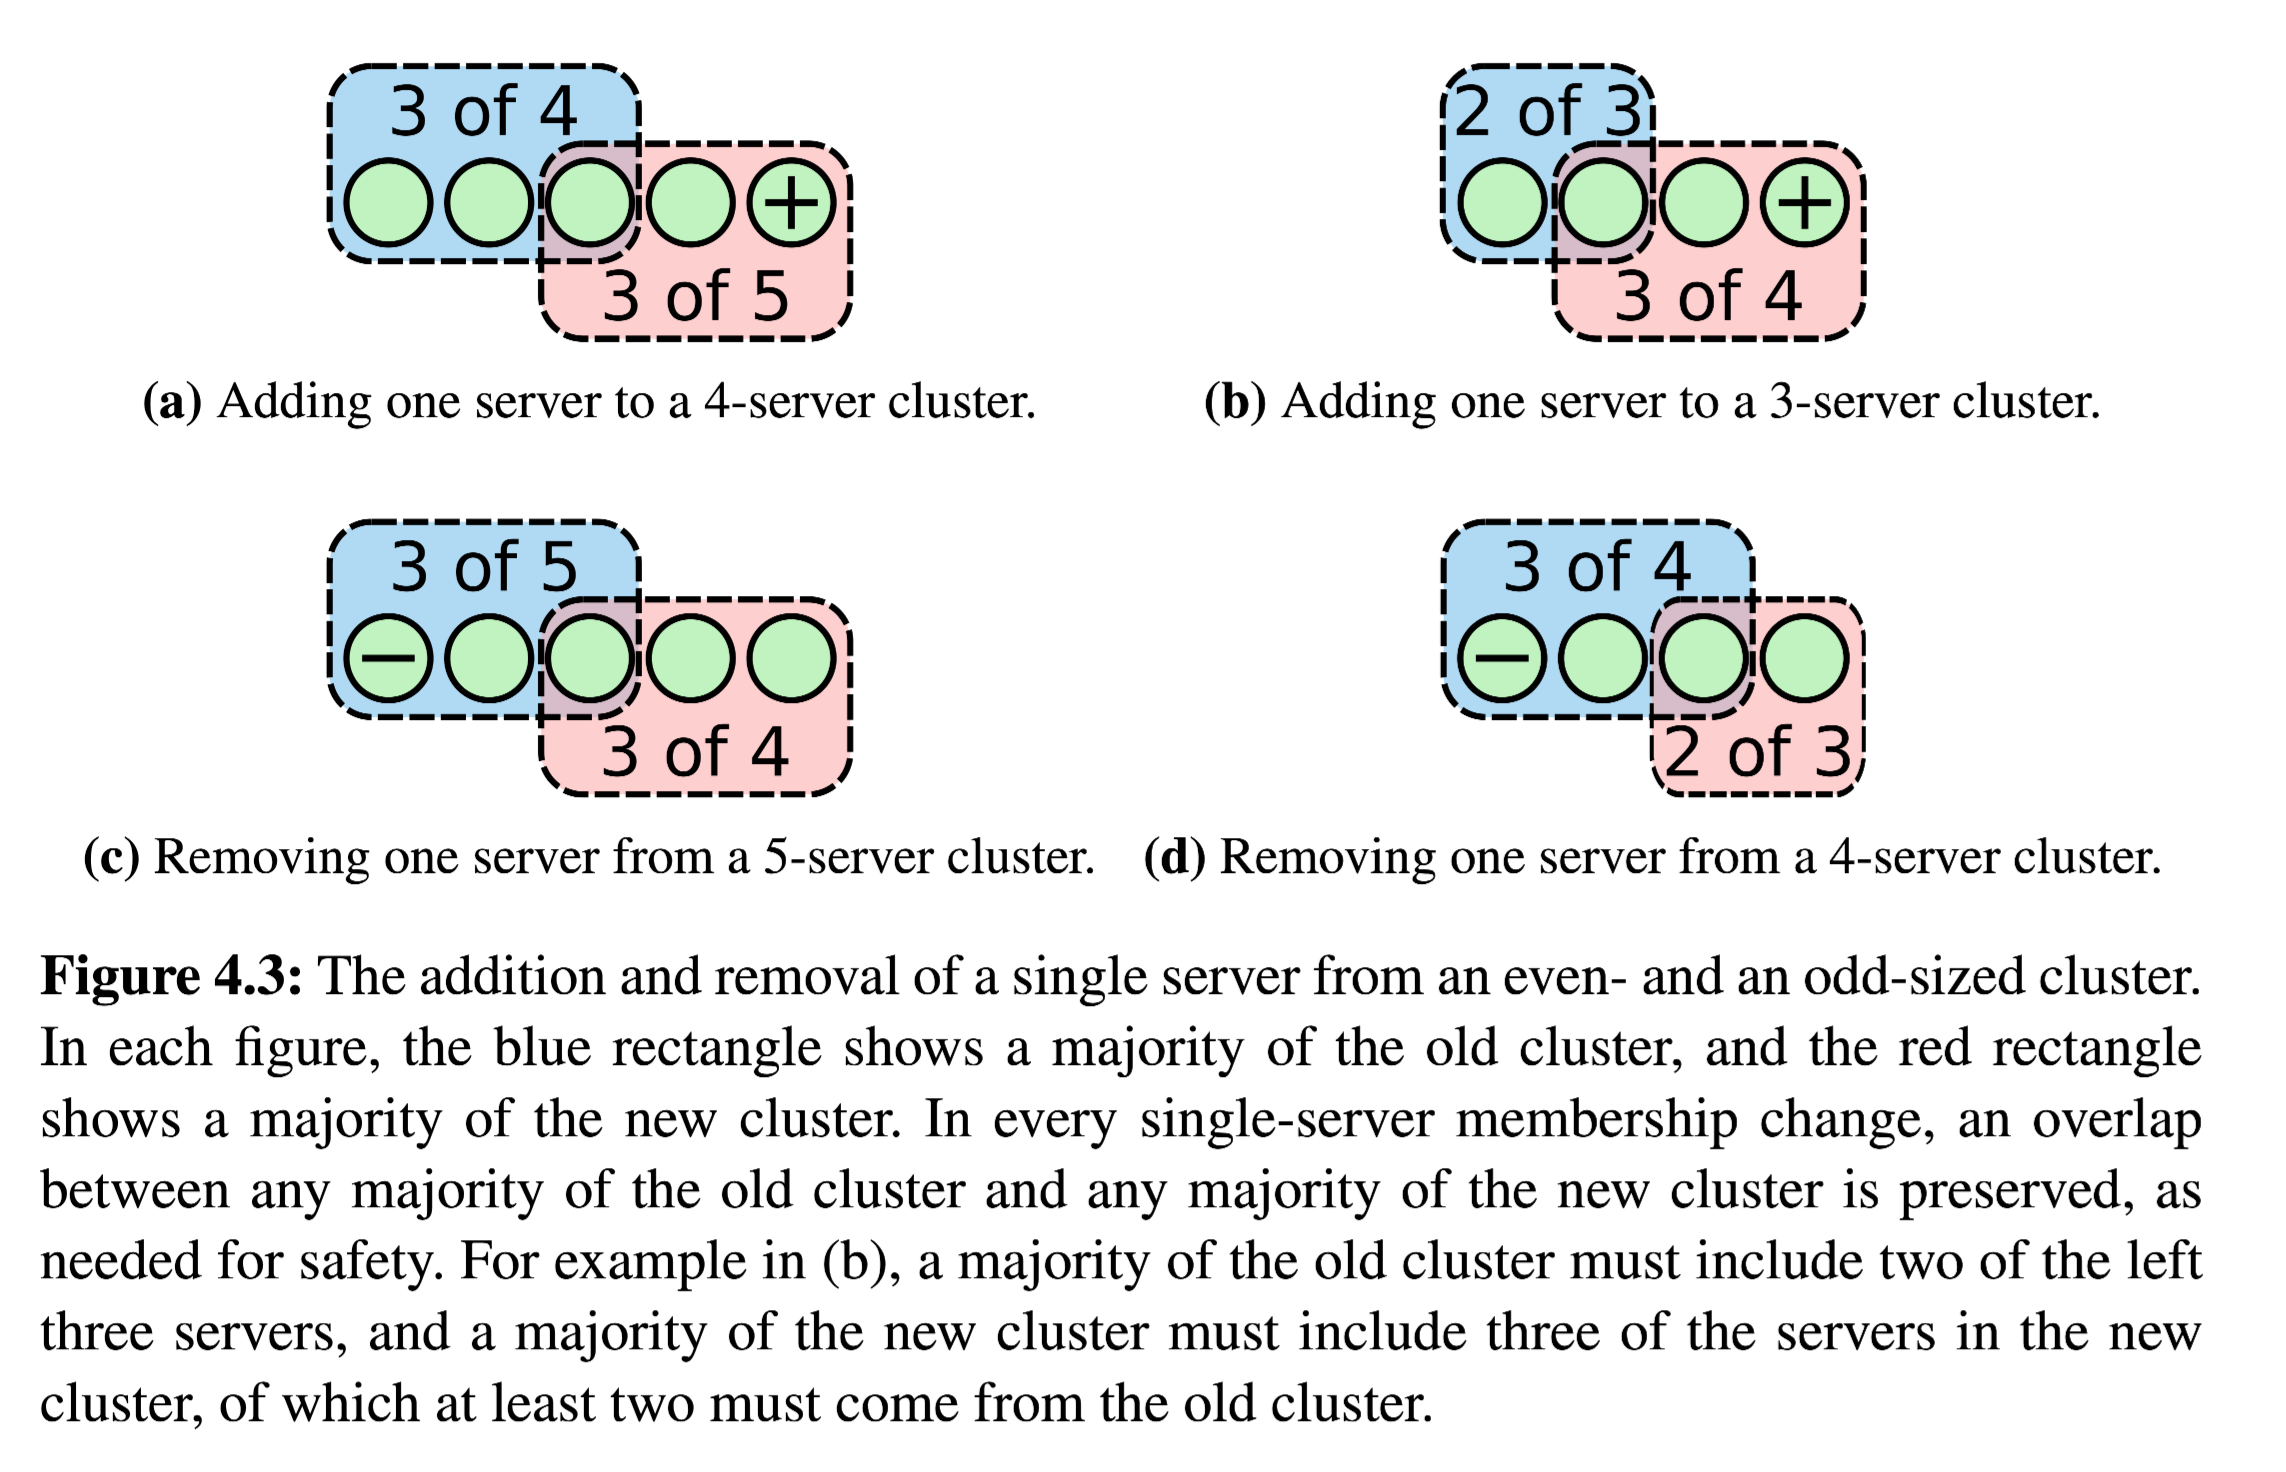 3 of 4
+
3 of 5
(a) Adding one server to a 4-server cluster.
2 of 3
+
3 of 4
(b) Adding one server to a 3-server cluster.
3 of 5
−
3 of 4
(c) Removing one server from a 5-server cluster.
3 of 4
−
2 of 3
(d) Removing one server from a 4-server cluster.
Figure 4.3: The addition and removal of a single server from an even- and an odd-sized cluster.
In each figure, the blue rectangle shows a majority of the old cluster, and the red rectangle
shows a majority of the new cluster. In every single-server membership change, an overlap
between any majority of the old cluster and any majority of the new cluster is preserved, as
needed for safety. For example in (b), a majority of the old cluster must include two of the left
three servers, and a majority of the new cluster must include three of the servers in the new
cluster, of which at least two must come from the old cluster.